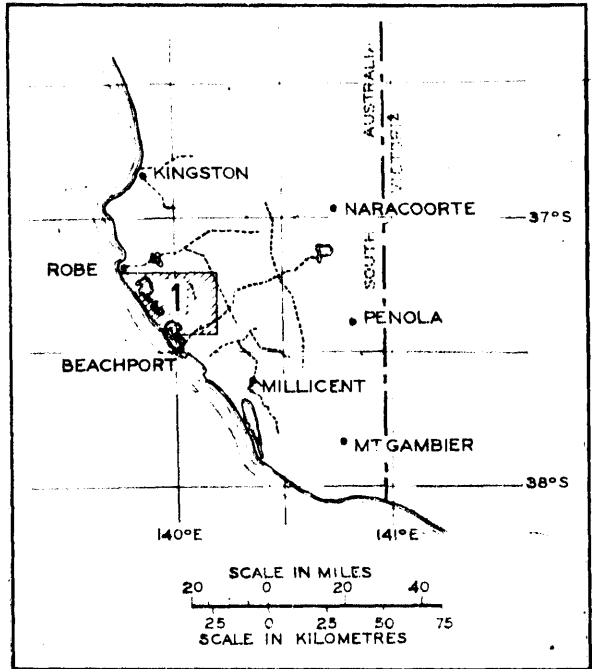 SOUTH AUSTRALIA
VICTORIA
KINGSTON
NARACOORTE
37°S
ROBE
1
PENOLA
BEACHPORT
MILLICENT
MT GAMBIER
38°S
140°E 141°E
SCALE IN MILES
20 0 20 40
25 0 25 50 75
SCALE IN KILOMETRES